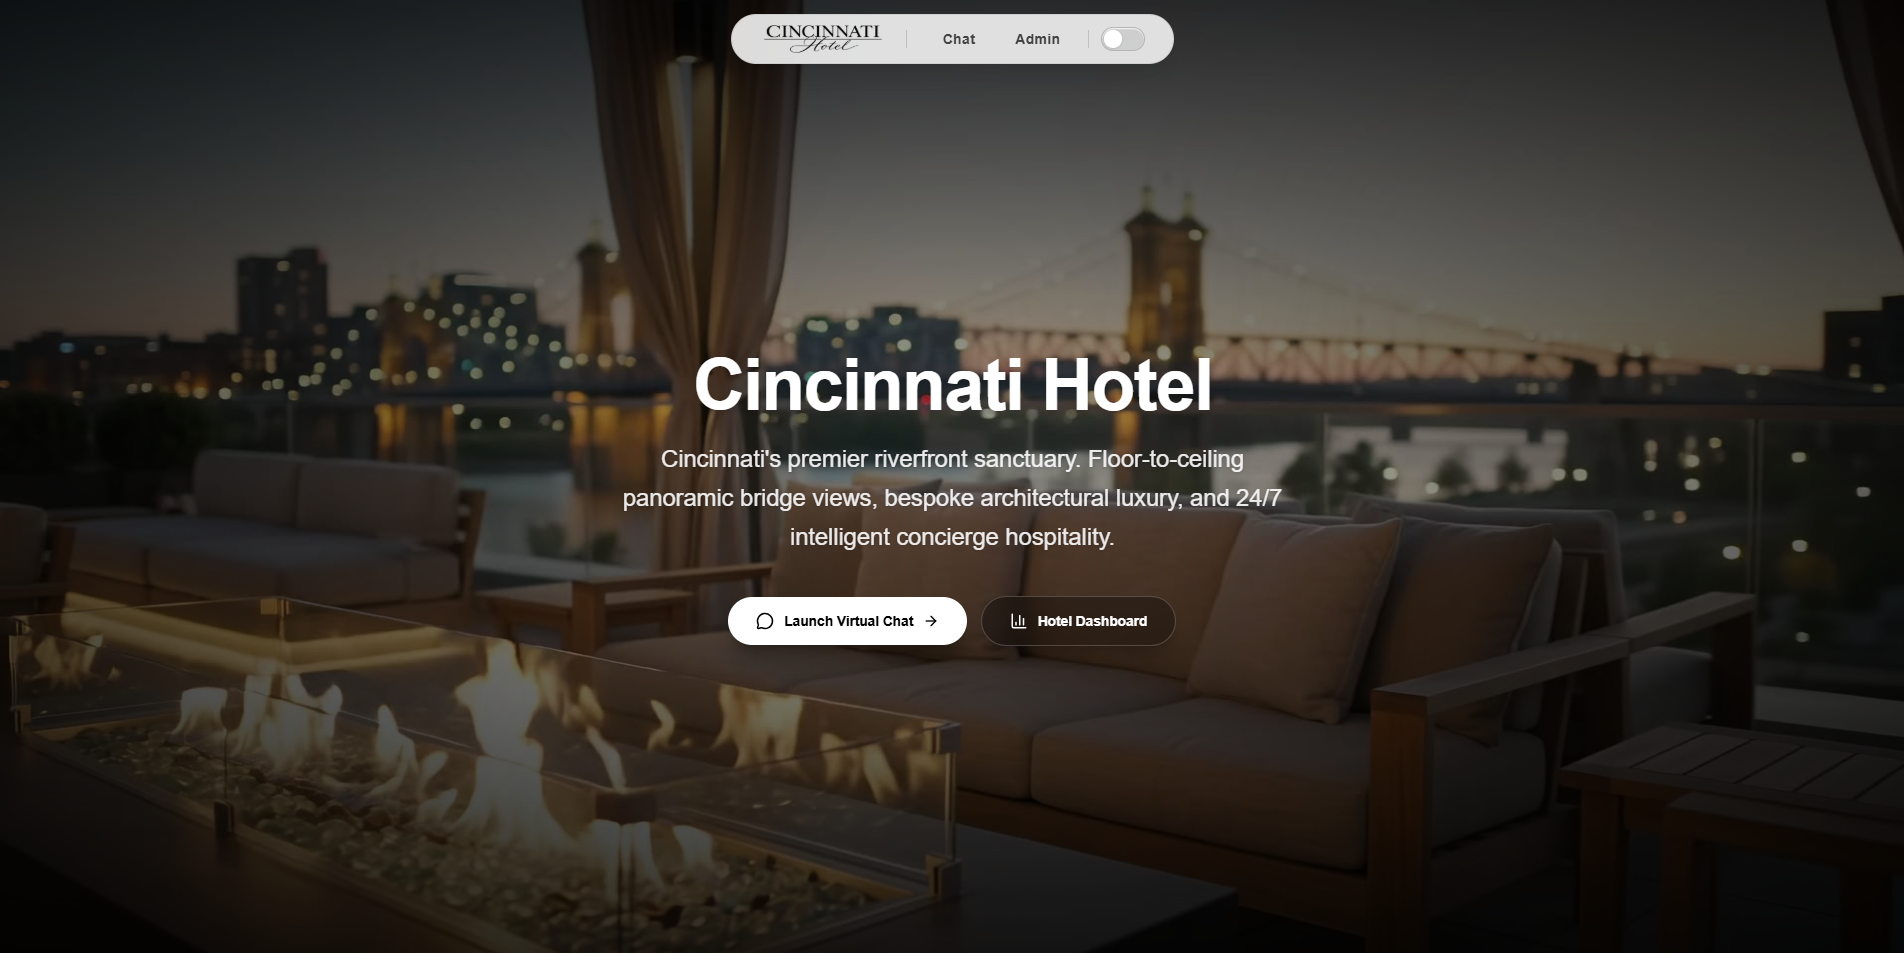 CINCINNATI
Hotel
Chat
Admin
Cincinnati Hotel
Cincinnati's premier riverfront sanctuary. Floor-to-ceiling
panoramic bridge views, bespoke architectural luxury, and 24/7
intelligent concierge hospitality.
Launch Virtual Chat
Hotel Dashboard